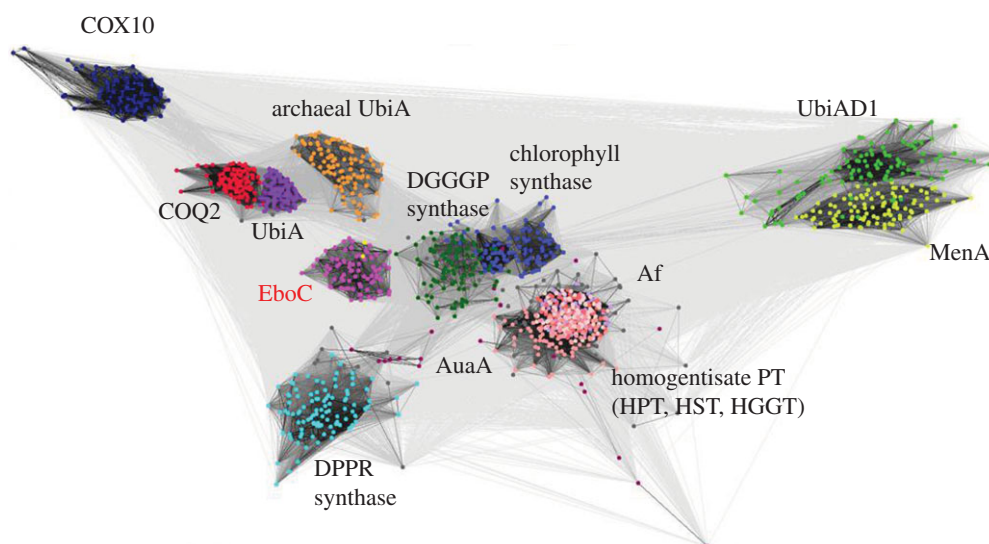 COX10
archaeal UbiA
UbiAD1
DGGGP
synthase
chlorophyll
synthase
COQ2
UbiA
MenA
EboC
Af
AuaA
homogentisate PT
(HPT, HST, HGGT)
DPPR
synthase